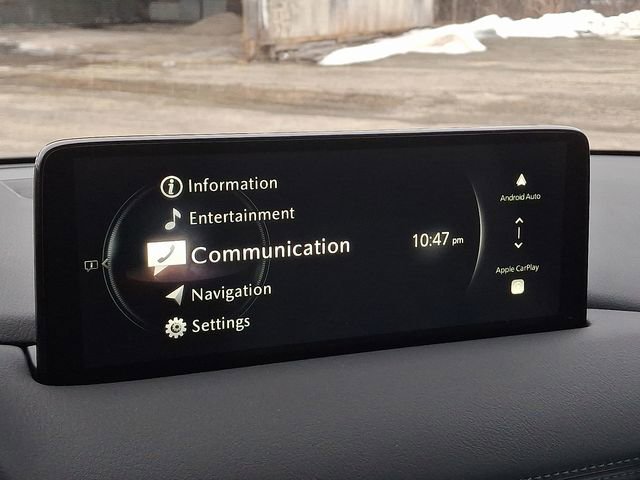 Information
Entertainment
Communication
Navigation
Settings
10:47 pm
Android Auto
Apple CarPlay